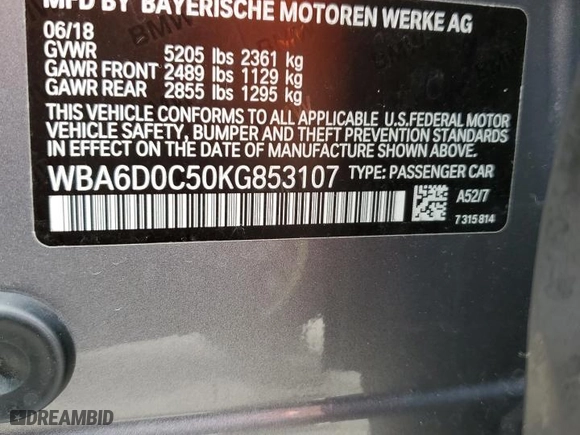 MFD BY BAYERISCHE MOTOREN WERKE AG
06/18
GVWR 5205 lbs 2361 kg
GAWR FRONT 2489 lbs 1129 kg
GAWR REAR 2855 lbs 1295 kg
THIS VEHICLE CONFORMS TO ALL APPLICABLE U.S.FEDERAL MOTOR
VEHICLE SAFETY, BUMPER AND THEFT PREVENTION STANDARDS
IN EFFECT ON THE DATE OF MANUFACTURE SHOWN ABOVE.
WBA6D0C50KG853107 TYPE: PASSENGER CAR
A52/7
7 315 814
DREAMBID